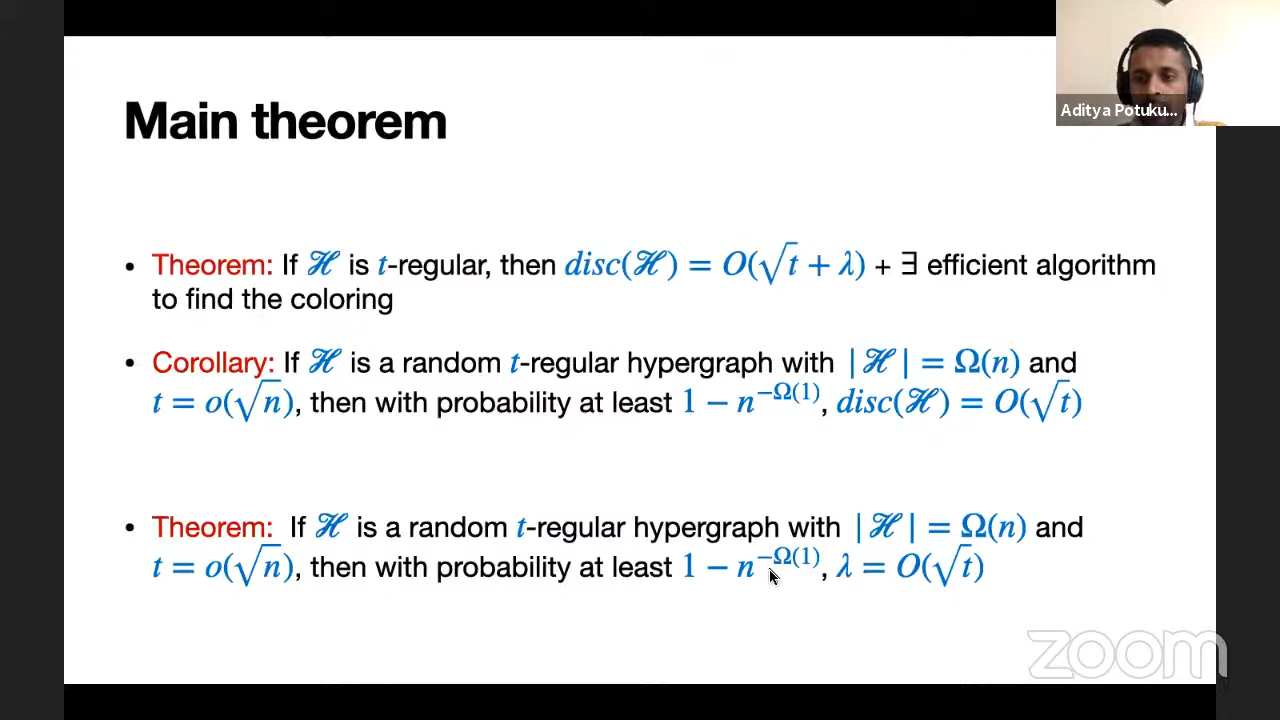 Main theorem
Aditya Potuku...
• Theorem: If ℋ is t-regular, then disc(ℋ) = O(√t + λ) + ∃ efficient algorithm
to find the coloring
• Corollary: If ℋ is a random t-regular hypergraph with |ℋ| = Ω(n) and
t = o(√n), then with probability at least 1 − n^{−Ω(1)}, disc(ℋ) = O(√t)
• Theorem: If ℋ is a random t-regular hypergraph with |ℋ| = Ω(n) and
t = o(√n), then with probability at least 1 − n^{−Ω(1)}, λ = O(√t)
zoom